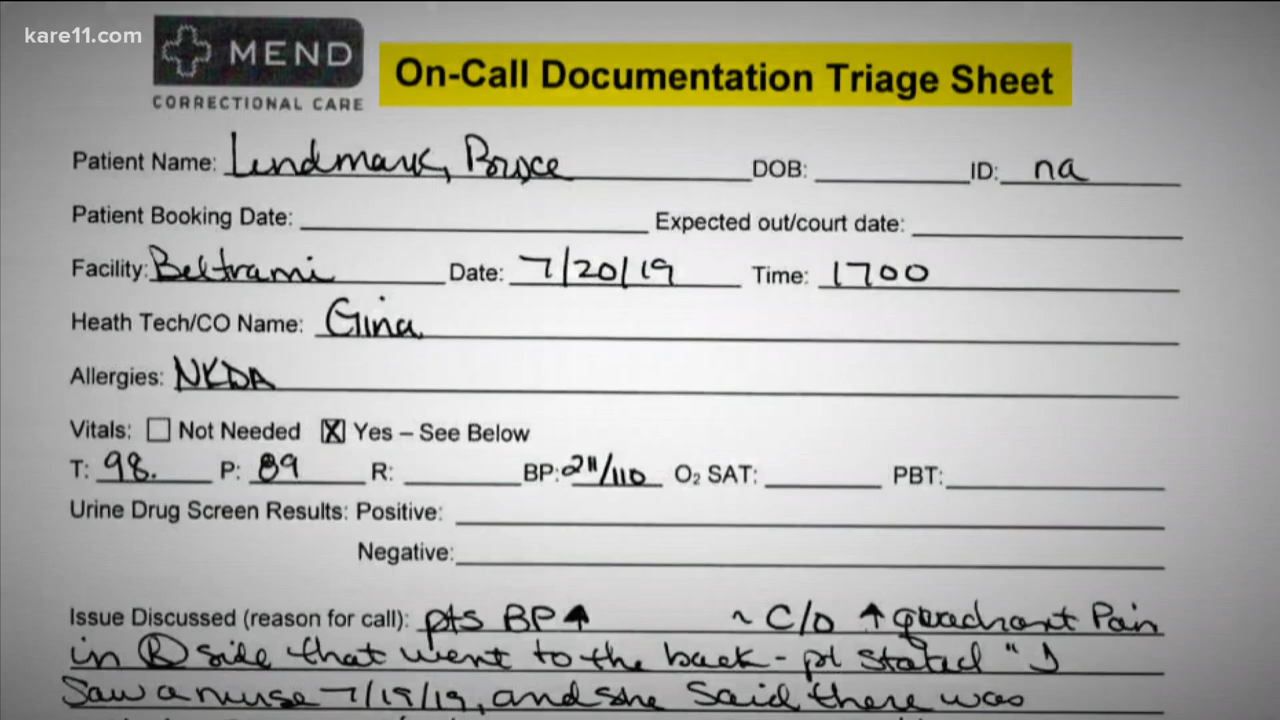 kare11.com
MEND
CORRECTIONAL CARE
On-Call Documentation Triage Sheet
Patient Name: Lundmark, Bruce DOB: ID: na
Patient Booking Date: Expected out/court date:
Facility: Beltrami Date: 7/20/19 Time: 1700
Heath Tech/CO Name: Gina
Allergies: NKDA
Vitals: ☐ Not Needed ☒ Yes – See Below
T: 98. P: 89 R: BP: 211/110 O₂ SAT: PBT:
Urine Drug Screen Results: Positive:
Negative:
Issue Discussed (reason for call): pts BP ↑ ~ C/o ↑ quadrant Pain
in Ⓡ side that went to the back - pt stated "I
Saw a nurse 7/19/19, and she Said there was